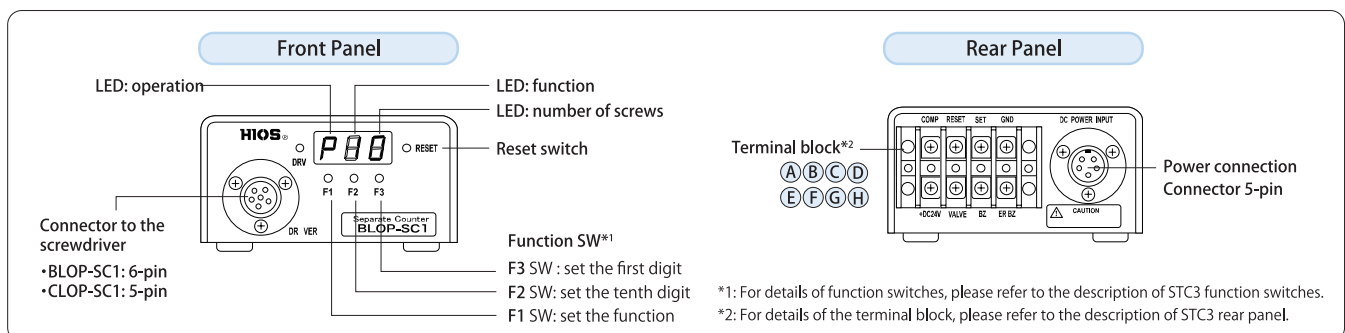 Front Panel
LED: operation
LED: function
LED: number of screws
HIOS®
P10
DRV
RESET
Reset switch
F1 F2 F3
Separate Counter
BLOP-SC1
DR VER
Connector to the
screwdriver
•BLOP-SC1: 6-pin
•CLOP-SC1: 5-pin
Function SW*1
F3 SW : set the first digit
F2 SW: set the tenth digit
F1 SW: set the function
Rear Panel
COMP RESET SET GND
DC POWER INPUT
Terminal block*2
A B C D
E F G H
+DC24V VALVE BZ ER BZ
CAUTION
Power connection
Connector 5-pin
*1: For details of function switches, please refer to the description of STC3 function switches.
*2: For details of the terminal block, please refer to the description of STC3 rear panel.